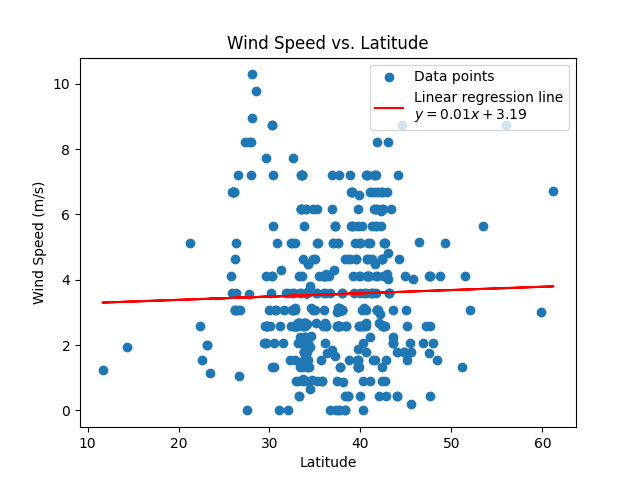 Wind Speed vs. Latitude
Data points
Linear regression line
y = 0.01x + 3.19
Wind Speed (m/s)
10
8
6
4
2
0
10 20 30 40 50 60
Latitude